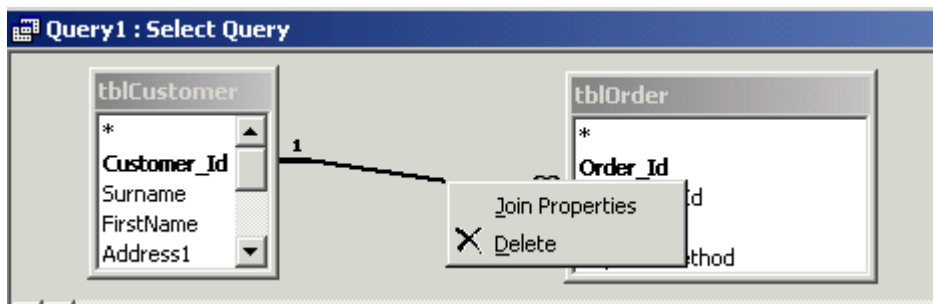 Query1 : Select Query
tblCustomer
*
Customer_Id
Surname
FirstName
Address1
1
tblOrder
*
Order_Id
Join Properties
Delete